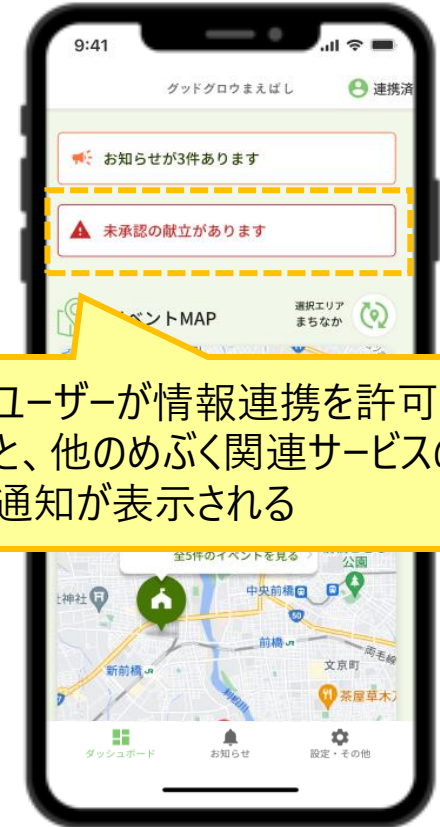 9:41
グッドグロウまえばし
連携済
お知らせが3件あります
未承認の献立があります
ベントMAP
選択エリア
まちなか
ユーザーが情報連携を許可
と、他のめぶく関連サービスの
通知が表示される
全5件のイベントを見る
公園
神社
中央前橋
50
前橋
両毛線
新前橋
文京町
利根川
茶屋草木
ダッシュボード
お知らせ
設定・その他